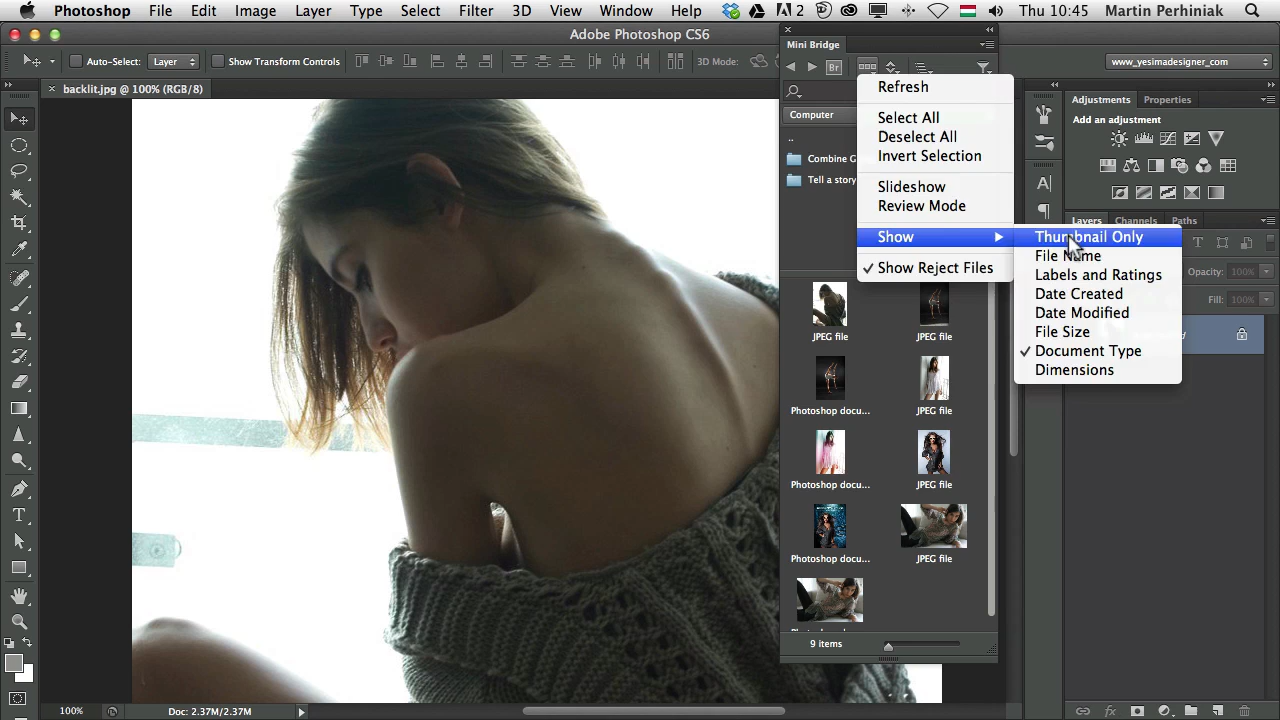 Photoshop File Edit Image Layer Type Select Filter 3D View Window Help 2 Thu 10:45 Martin Perhiniak
Adobe Photoshop CS6
Auto-Select: Layer Show Transform Controls 3D Mode: www_yesimadesigner_com
backlit.jpg @ 100% (RGB/8)
Mini Bridge
Br
Computer
..
Combine G
Tell a story
Refresh
Select All
Deselect All
Invert Selection
Slideshow
Review Mode
Show
Show Reject Files
Thumbnail Only
File Name
Labels and Ratings
Date Created
Date Modified
File Size
Document Type
Dimensions
JPEG file JPEG file
Photoshop docu... JPEG file
Photoshop docu... JPEG file
Photoshop docu... JPEG file
9 items
Adjustments Properties
Add an adjustment
Layers Channels Paths
Opacity: 100%
Fill: 100%
100% Doc: 2.37M/2.37M